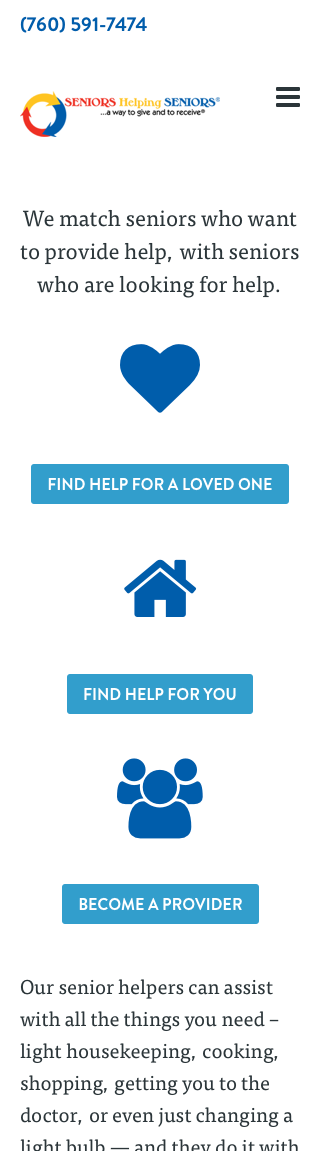 (760) 591-7474
SENIORS Helping SENIORS®
...a way to give and to receive®
We match seniors who want
to provide help, with seniors
who are looking for help.
FIND HELP FOR A LOVED ONE
FIND HELP FOR YOU
BECOME A PROVIDER
Our senior helpers can assist
with all the things you need –
light housekeeping, cooking,
shopping, getting you to the
doctor, or even just changing a
light bulb — and they do it with